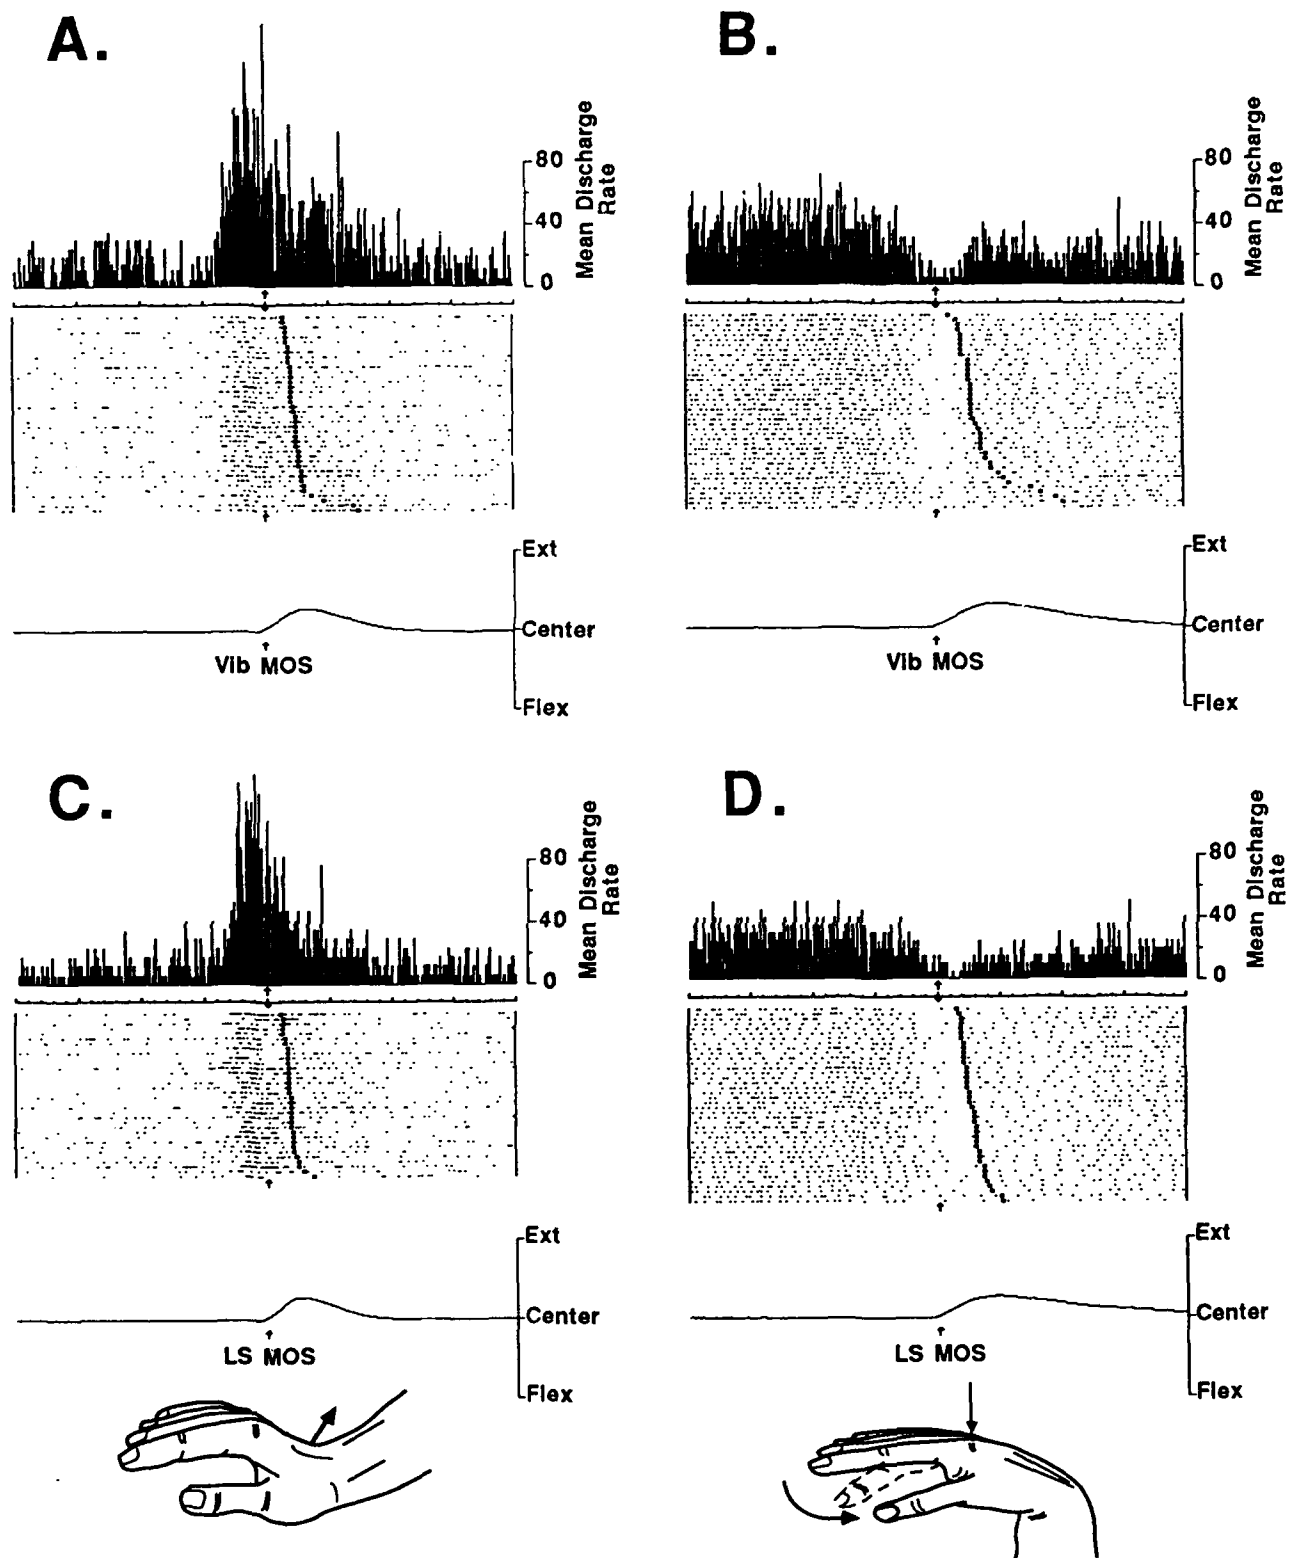 A.
80
40
0
Mean Discharge
Rate
Ext
Center
Flex
Vib MOS
B.
80
40
0
Mean Discharge
Rate
Ext
Center
Flex
Vib MOS
C.
80
40
0
Mean Discharge
Rate
Ext
Center
Flex
LS MOS
D.
80
40
0
Mean Discharge
Rate
Ext
Center
Flex
LS MOS